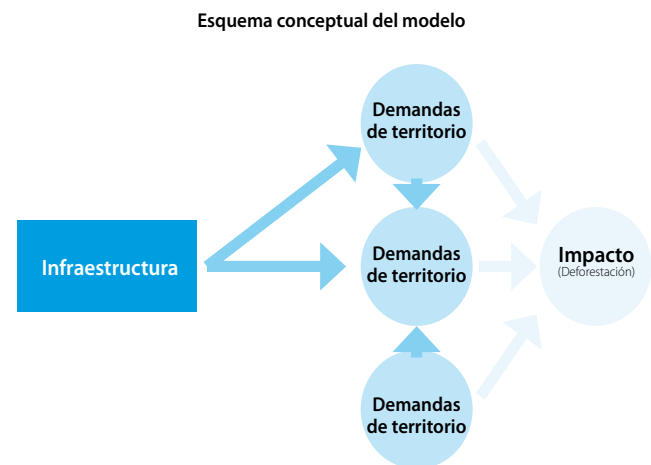 Esquema conceptual del modelo
Demandas
de territorio
Infraestructura
Demandas
de territorio
Impacto
(Deforestación)
Demandas
de territorio